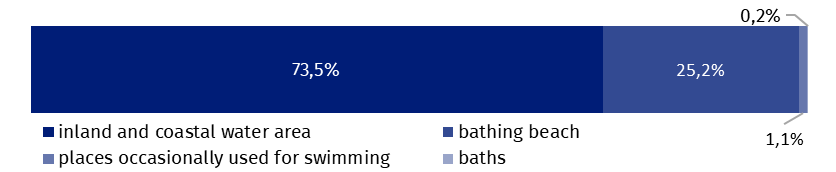 0,2%
73,5%
25,2%
1,1%
inland and coastal water area
bathing beach
places occasionally used for swimming
baths